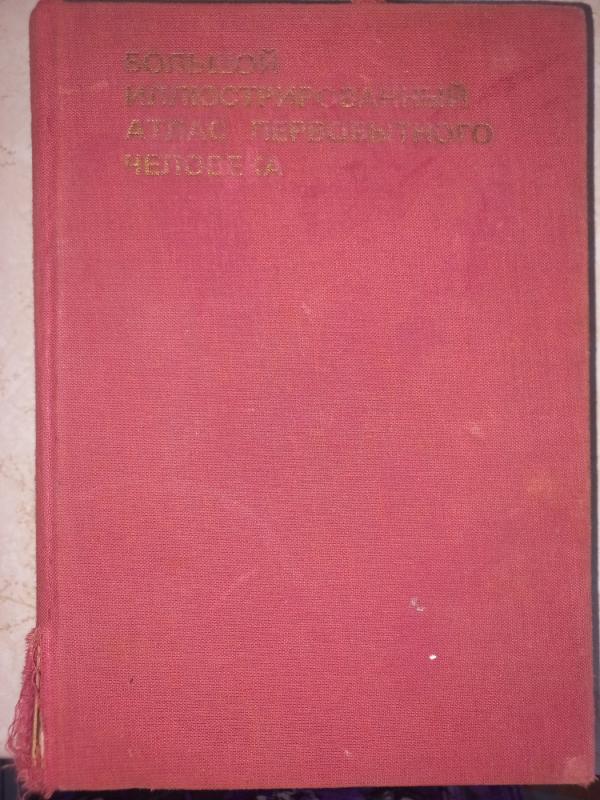 БОЛЬШОЙ
ИЛЛЮСТРИРОВАННЫЙ
АТЛАС ПЕРВОБЫТНОГО
ЧЕЛОВЕКА